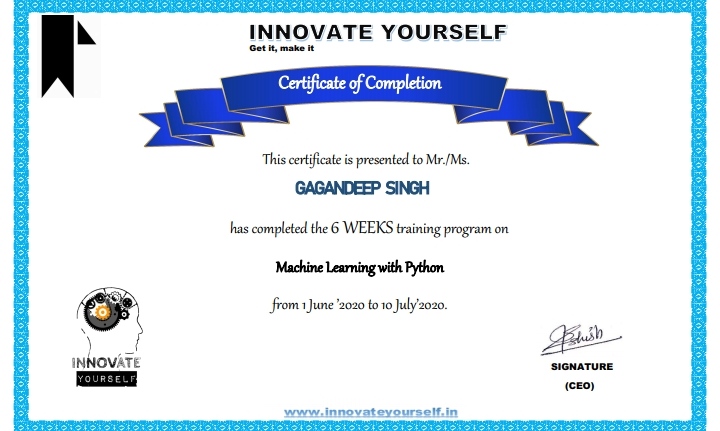 INNOVATE YOURSELF
Get it, make it
Certificate of Completion
This certificate is presented to Mr./Ms.
GAGANDEEP SINGH
has completed the 6 WEEKS training program on
Machine Learning with Python
from 1 June ’2020 to 10 July’2020.
INNOVATE
YOURSELF
SIGNATURE
(CEO)
www.innovateyourself.in